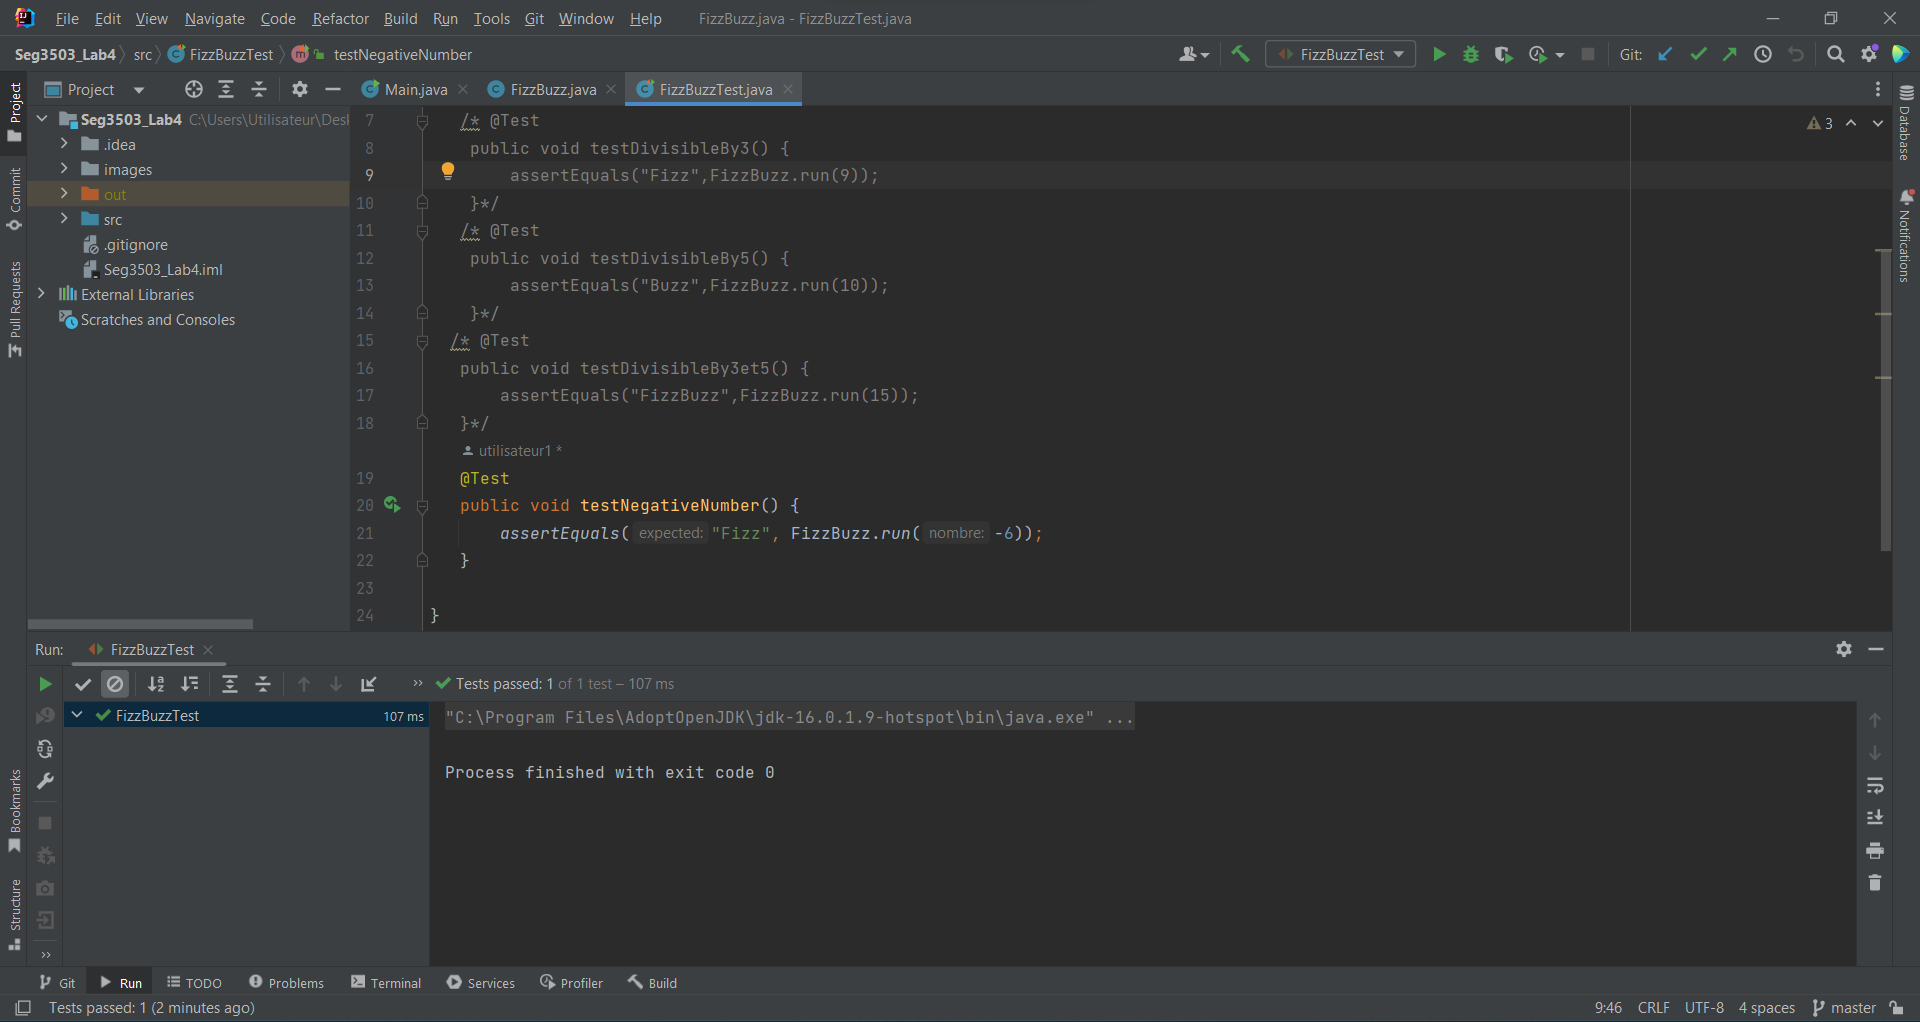 File Edit View Navigate Code Refactor Build Run Tools Git Window Help FizzBuzz.java - FizzBuzzTest.java
Seg3503_Lab4 src FizzBuzzTest m testNegativeNumber FizzBuzzTest Git:
Project Main.java FizzBuzz.java FizzBuzzTest.java
Project
Commit
Pull Requests
Bookmarks
Structure
Seg3503_Lab4 C:\Users\Utilisateur\Desl
.idea
images
out
src
.gitignore
Seg3503_Lab4.iml
External Libraries
Scratches and Consoles
3
7 /* @Test
8 public void testDivisibleBy3() {
9 assertEquals("Fizz",FizzBuzz.run(9));
10 }*/
11 /* @Test
12 public void testDivisibleBy5() {
13 assertEquals("Buzz",FizzBuzz.run(10));
14 }*/
15 /* @Test
16 public void testDivisibleBy3et5() {
17 assertEquals("FizzBuzz",FizzBuzz.run(15));
18 }*/
utilisateur1 *
19 @Test
20 public void testNegativeNumber() {
21 assertEquals( expected: "Fizz", FizzBuzz.run( nombre: -6));
22 }
23
24 }
Database
Notifications
Run: FizzBuzzTest
Tests passed: 1 of 1 test – 107 ms
FizzBuzzTest 107 ms
"C:\Program Files\AdoptOpenJDK\jdk-16.0.1.9-hotspot\bin\java.exe" ...
Process finished with exit code 0
Git Run TODO Problems Terminal Services Profiler Build
Tests passed: 1 (2 minutes ago) 9:46 CRLF UTF-8 4 spaces master